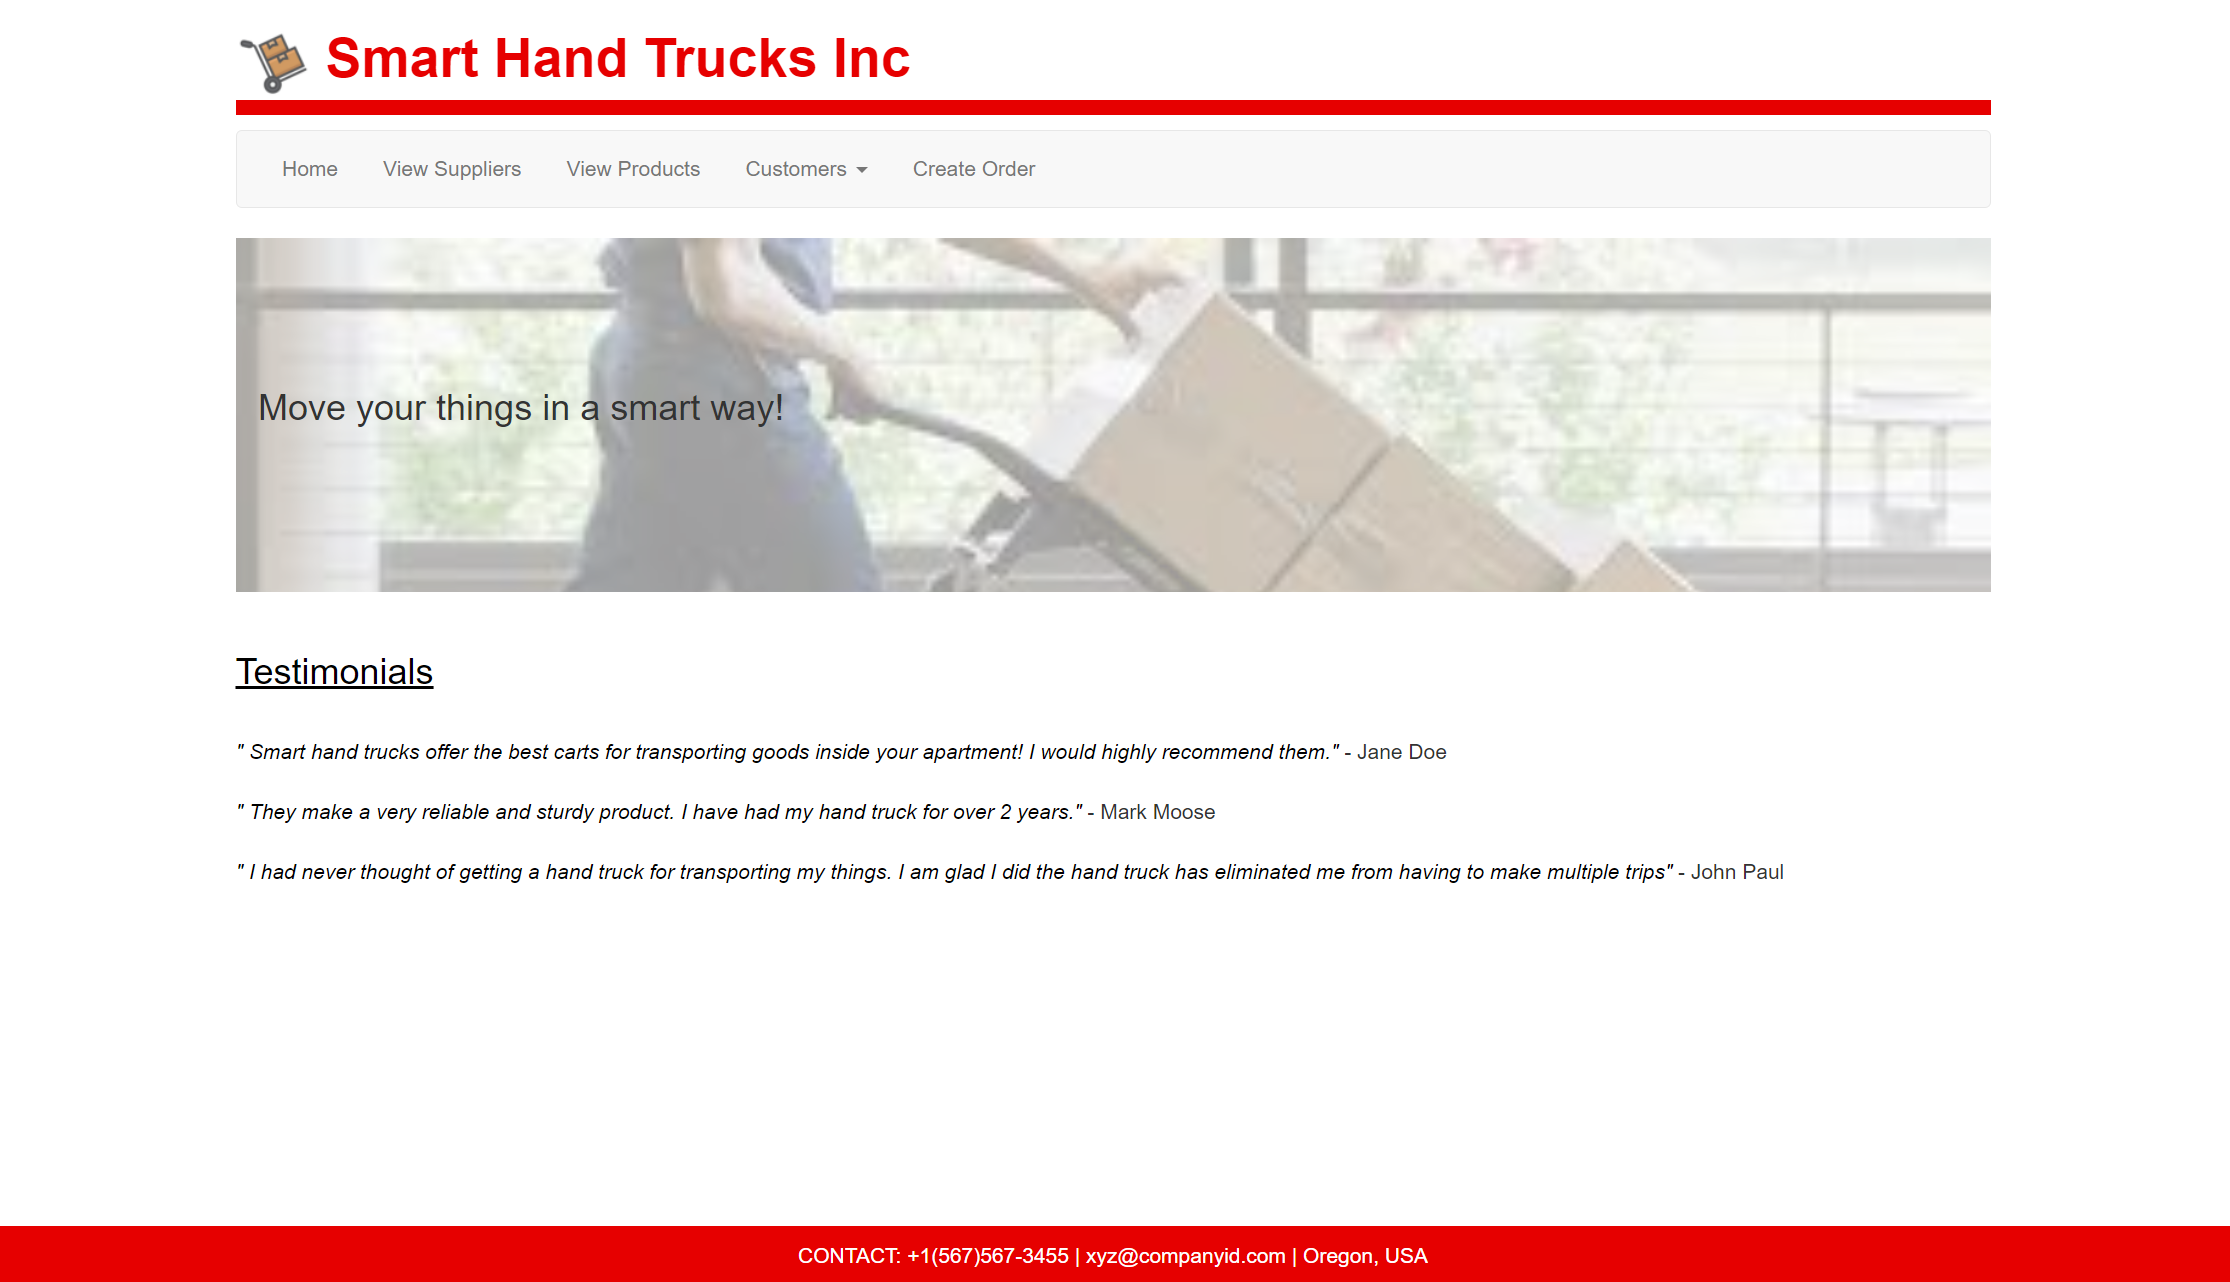 Smart Hand Trucks Inc
Home View Suppliers View Products Customers Create Order
Move your things in a smart way!
Testimonials
" Smart hand trucks offer the best carts for transporting goods inside your apartment! I would highly recommend them." - Jane Doe
" They make a very reliable and sturdy product. I have had my hand truck for over 2 years." - Mark Moose
" I had never thought of getting a hand truck for transporting my things. I am glad I did the hand truck has eliminated me from having to make multiple trips" - John Paul
CONTACT: +1(567)567-3455 | xyz@companyid.com | Oregon, USA